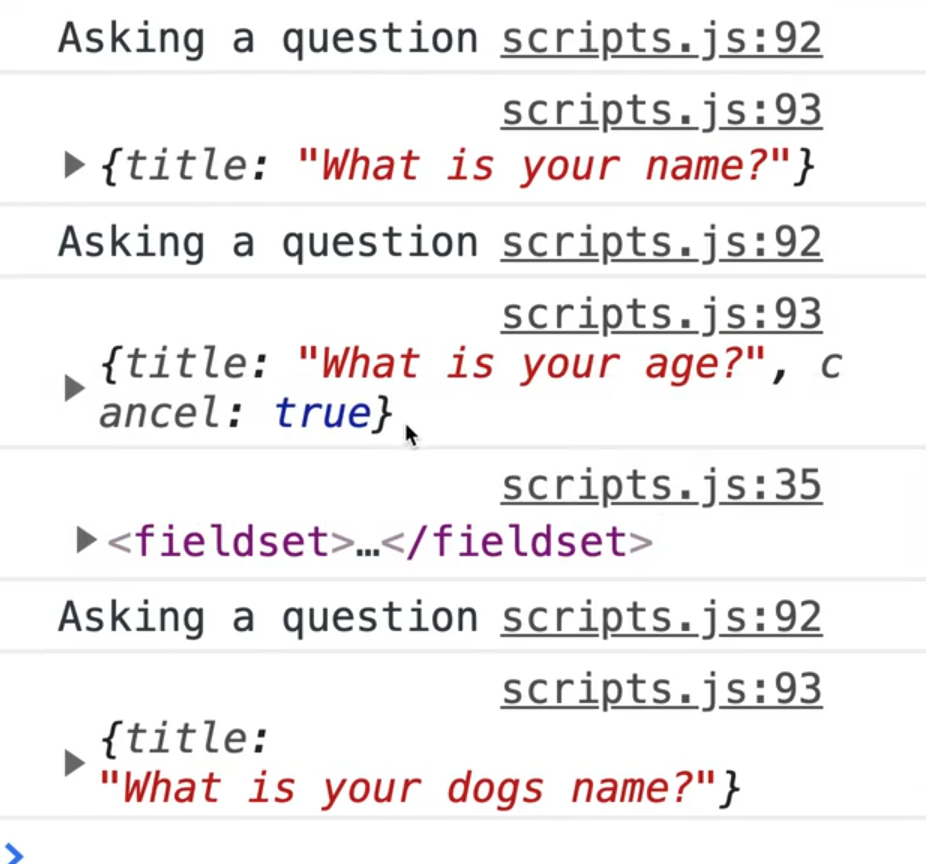 Asking a question scripts.js:92
scripts.js:93
▶ {title: "What is your name?"}
Asking a question scripts.js:92
scripts.js:93
▶ {title: "What is your age?", c
ancel: true}
scripts.js:35
▶ <fieldset>…</fieldset>
Asking a question scripts.js:92
scripts.js:93
▶ {title:
"What is your dogs name?"}